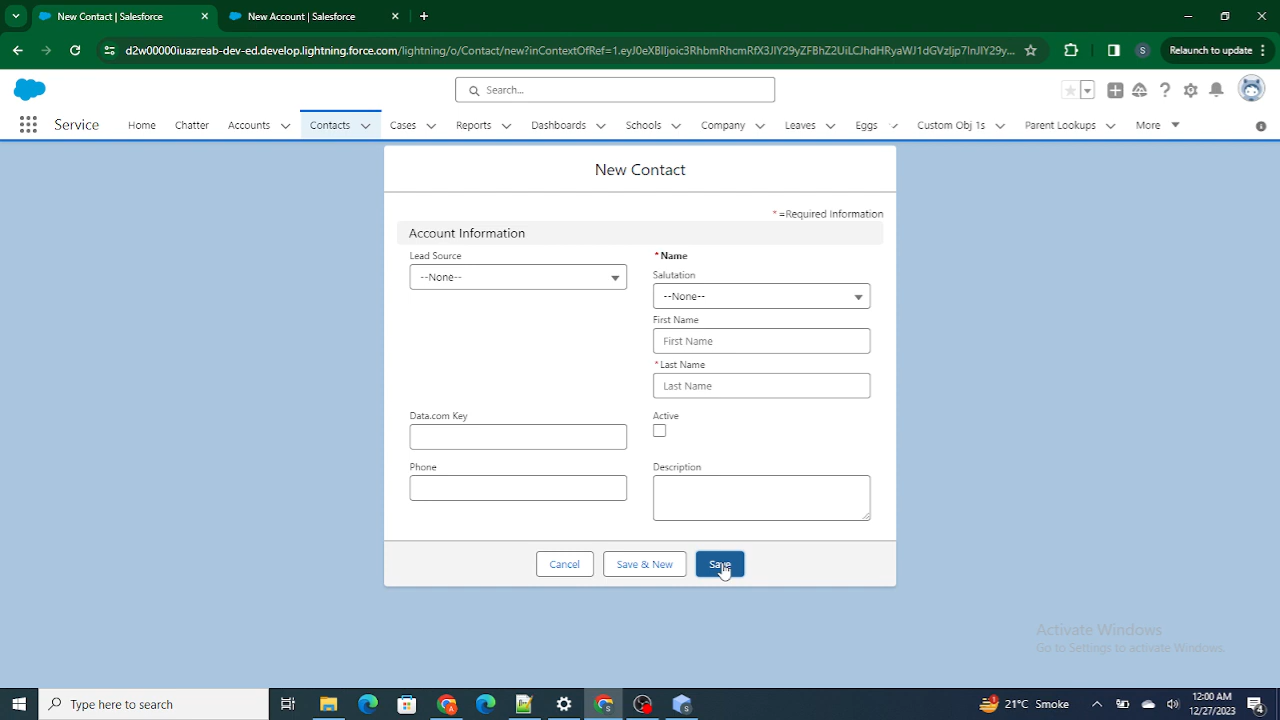 New Contact | Salesforce
New Account | Salesforce
d2w00000iuazreab-dev-ed.develop.lightning.force.com/lightning/o/Contact/new?inContextOfRef=
S
Relaunch to update
Search...
Service
Home
Chatter
Accounts
Contacts
Cases
Reports
Dashboards
Schools
Company
Leaves
Eggs
Custom Obj 1s
Parent Lookups
More
New Contact
* =Required Information
Account Information
Lead Source
--None--
* Name
Salutation
--None--
First Name
First Name
* Last Name
Last Name
Data.com Key
Active
Phone
Description
Cancel
Save & New
Save
Activate Windows
Go to Settings to activate Windows.
Type here to search
21°C Smoke
12:00 AM
12/27/2023